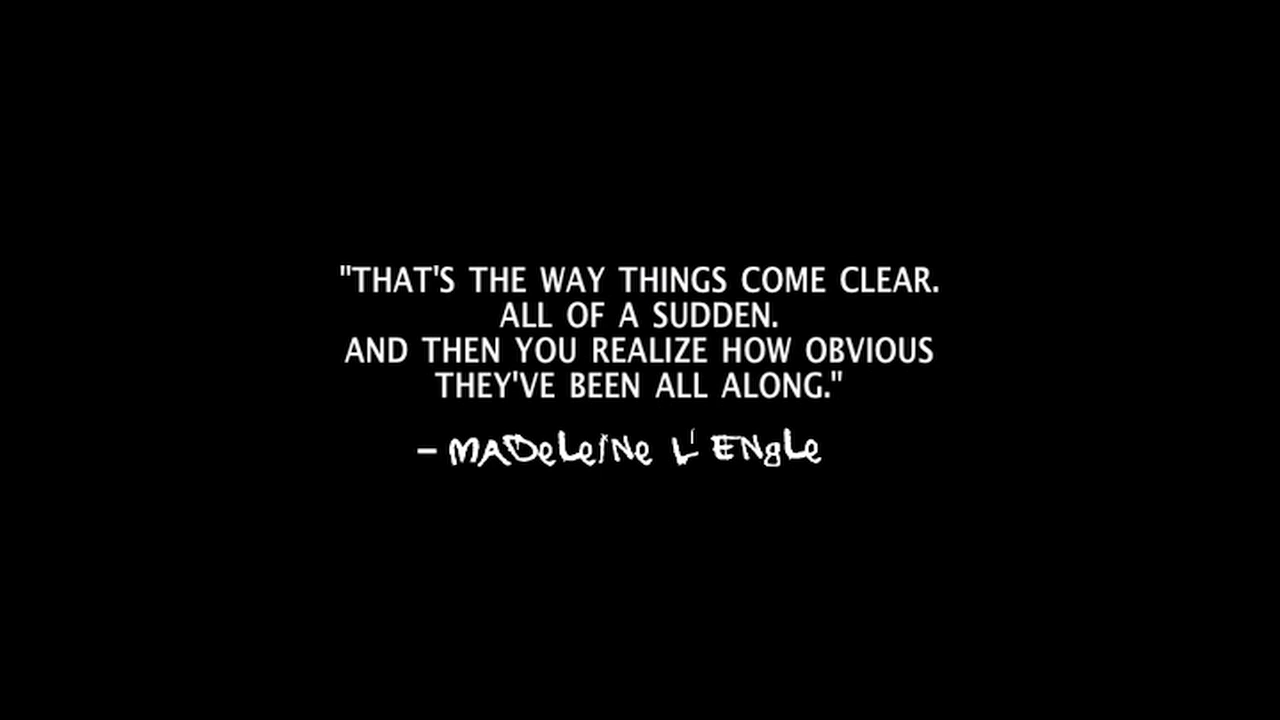 "THAT'S THE WAY THINGS COME CLEAR.
ALL OF A SUDDEN.
AND THEN YOU REALIZE HOW OBVIOUS
THEY'VE BEEN ALL ALONG."
– MADeLeINe L'ENgLe